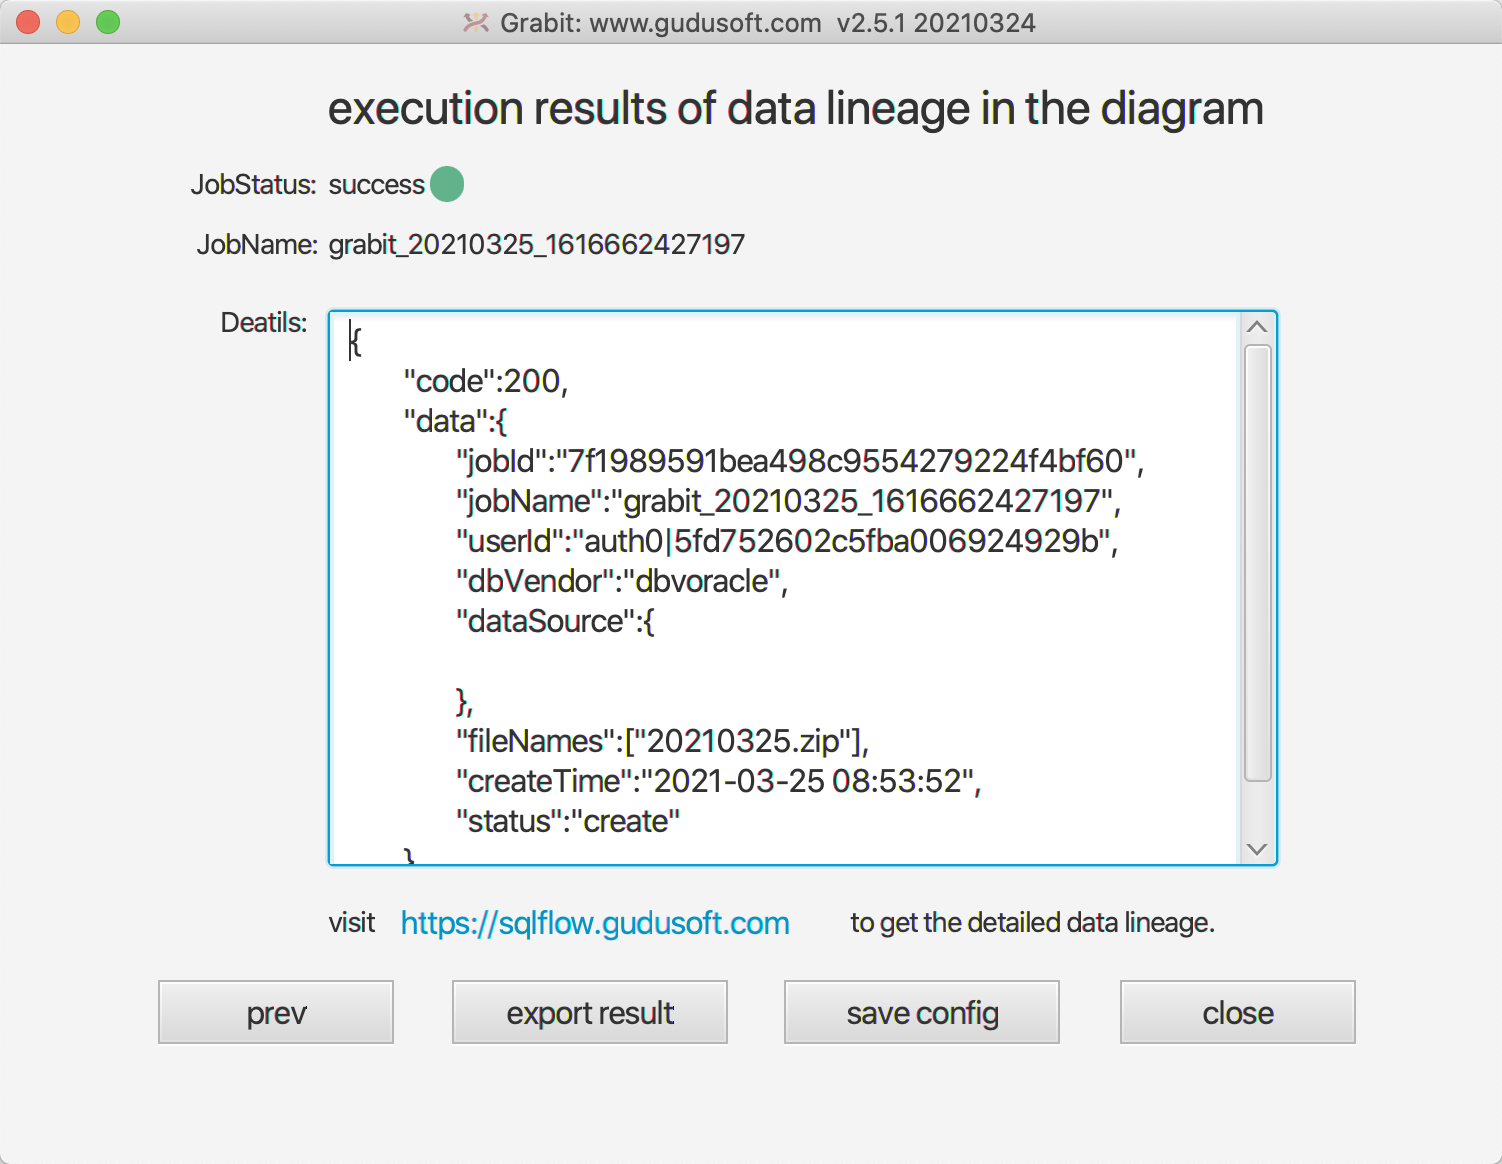 Grabit: www.gudusoft.com v2.5.1 20210324
execution results of data lineage in the diagram
JobStatus: success
JobName: grabit_20210325_1616662427197
Deatils:
{
"code":200,
"data":{
"jobId":"7f1989591bea498c9554279224f4bf60",
"jobName":"grabit_20210325_1616662427197",
"userId":"auth0|5fd752602c5fba006924929b",
"dbVendor":"dbvoracle",
"dataSource":{
},
"fileNames":["20210325.zip"],
"createTime":"2021-03-25 08:53:52",
"status":"create"
}
visit https://sqlflow.gudusoft.com to get the detailed data lineage.
prev export result save config close